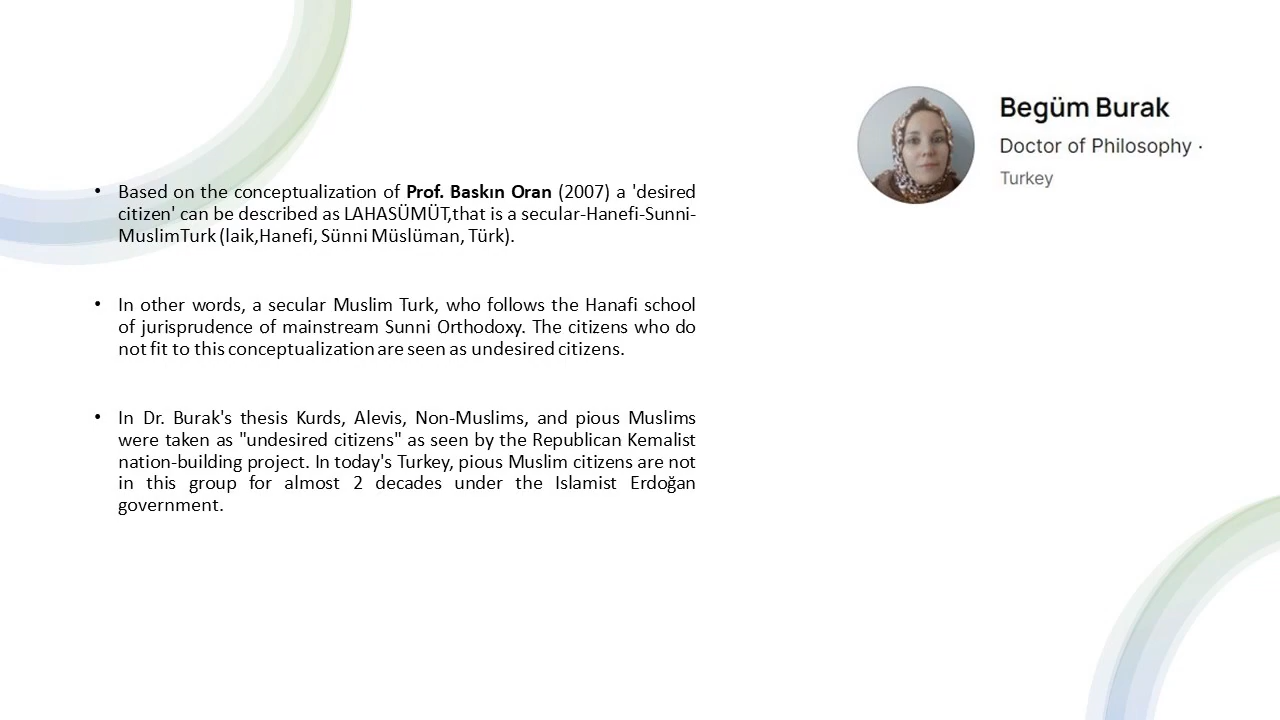 • Based on the conceptualization of Prof. Baskın Oran (2007) a 'desired
citizen' can be described as LAHASÜMÜT,that is a secular-Hanefi-Sunni-
MuslimTurk (laik,Hanefi, Sünni Müslüman, Türk).
• In other words, a secular Muslim Turk, who follows the Hanafi school
of jurisprudence of mainstream Sunni Orthodoxy. The citizens who do
not fit to this conceptualization are seen as undesired citizens.
• In Dr. Burak's thesis Kurds, Alevis, Non-Muslims, and pious Muslims
were taken as "undesired citizens" as seen by the Republican Kemalist
nation-building project. In today's Turkey, pious Muslim citizens are not
in this group for almost 2 decades under the Islamist Erdoğan
government.
Begüm Burak
Doctor of Philosophy ·
Turkey